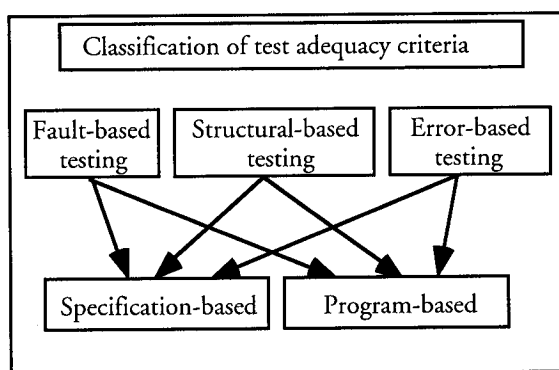 Classification of test adequacy criteria
Fault-based
testing
Structural-based
testing
Error-based
testing
Specification-based
Program-based